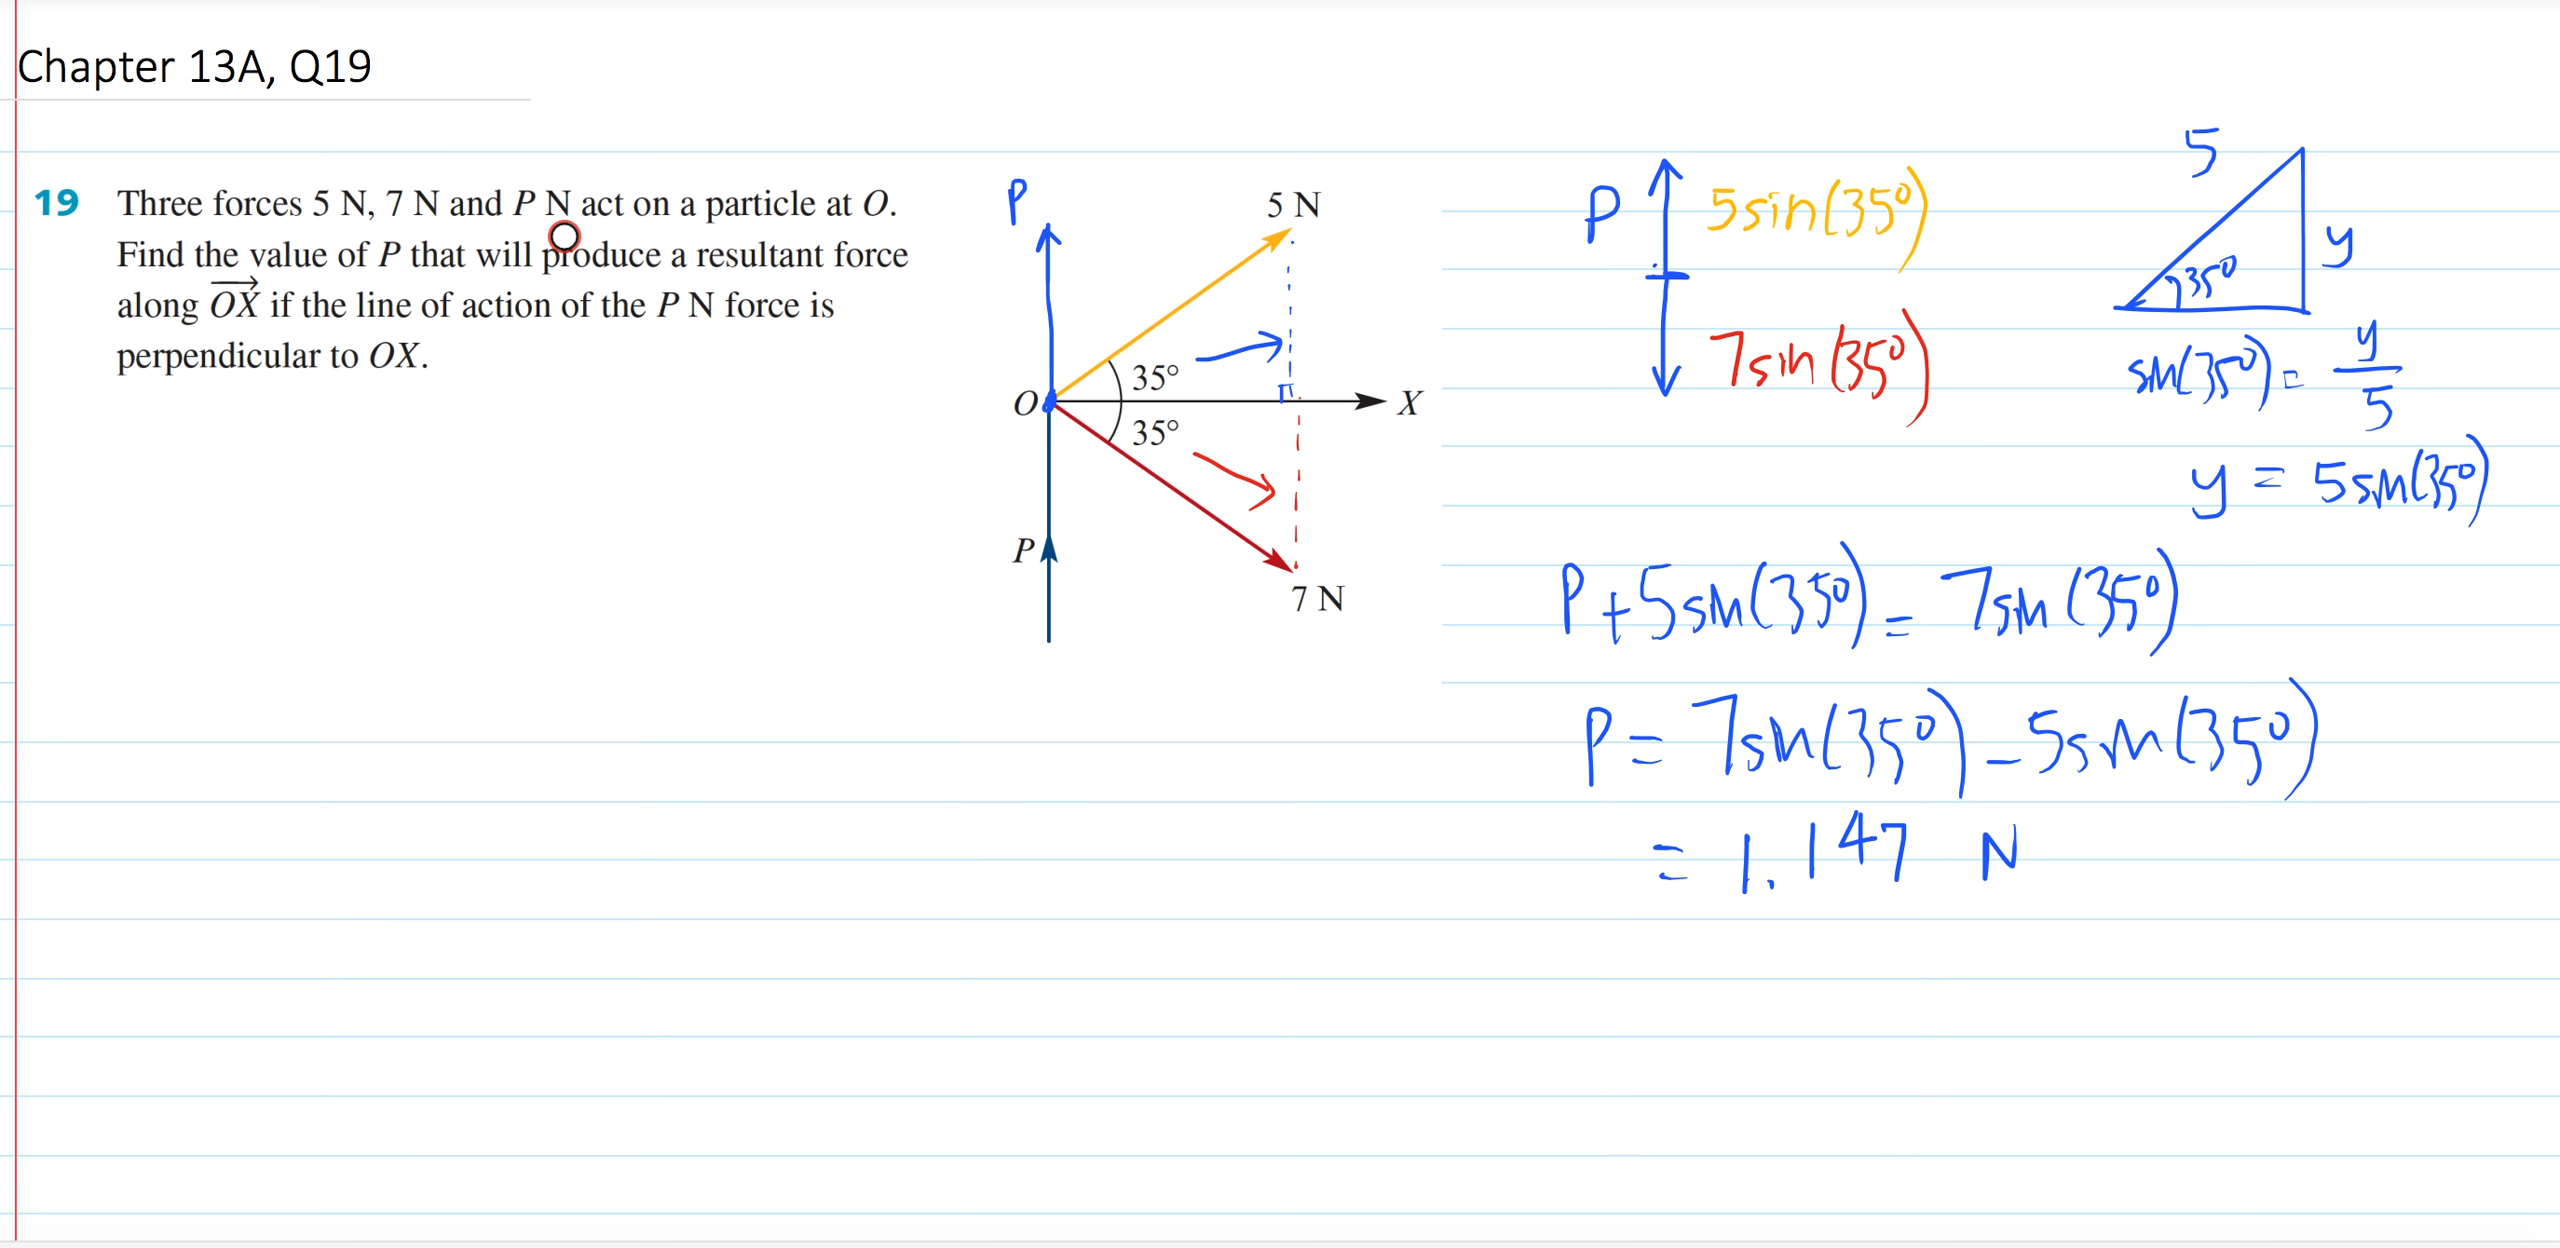 Chapter 13A, Q19
19 Three forces 5 N, 7 N and P N act on a particle at O.
Find the value of P that will produce a resultant force
along OX if the line of action of the P N force is
perpendicular to OX.
P
5 N
35°
O
X
35°
P
7 N
P
5sin(35°)
7sin(35°)
5
y
35°
sin(35°) = y/5
y = 5sin(35°)
P+5sin(35°) = 7sin(35°)
P = 7sin(35°) - 5sin(35°)
= 1.147 N